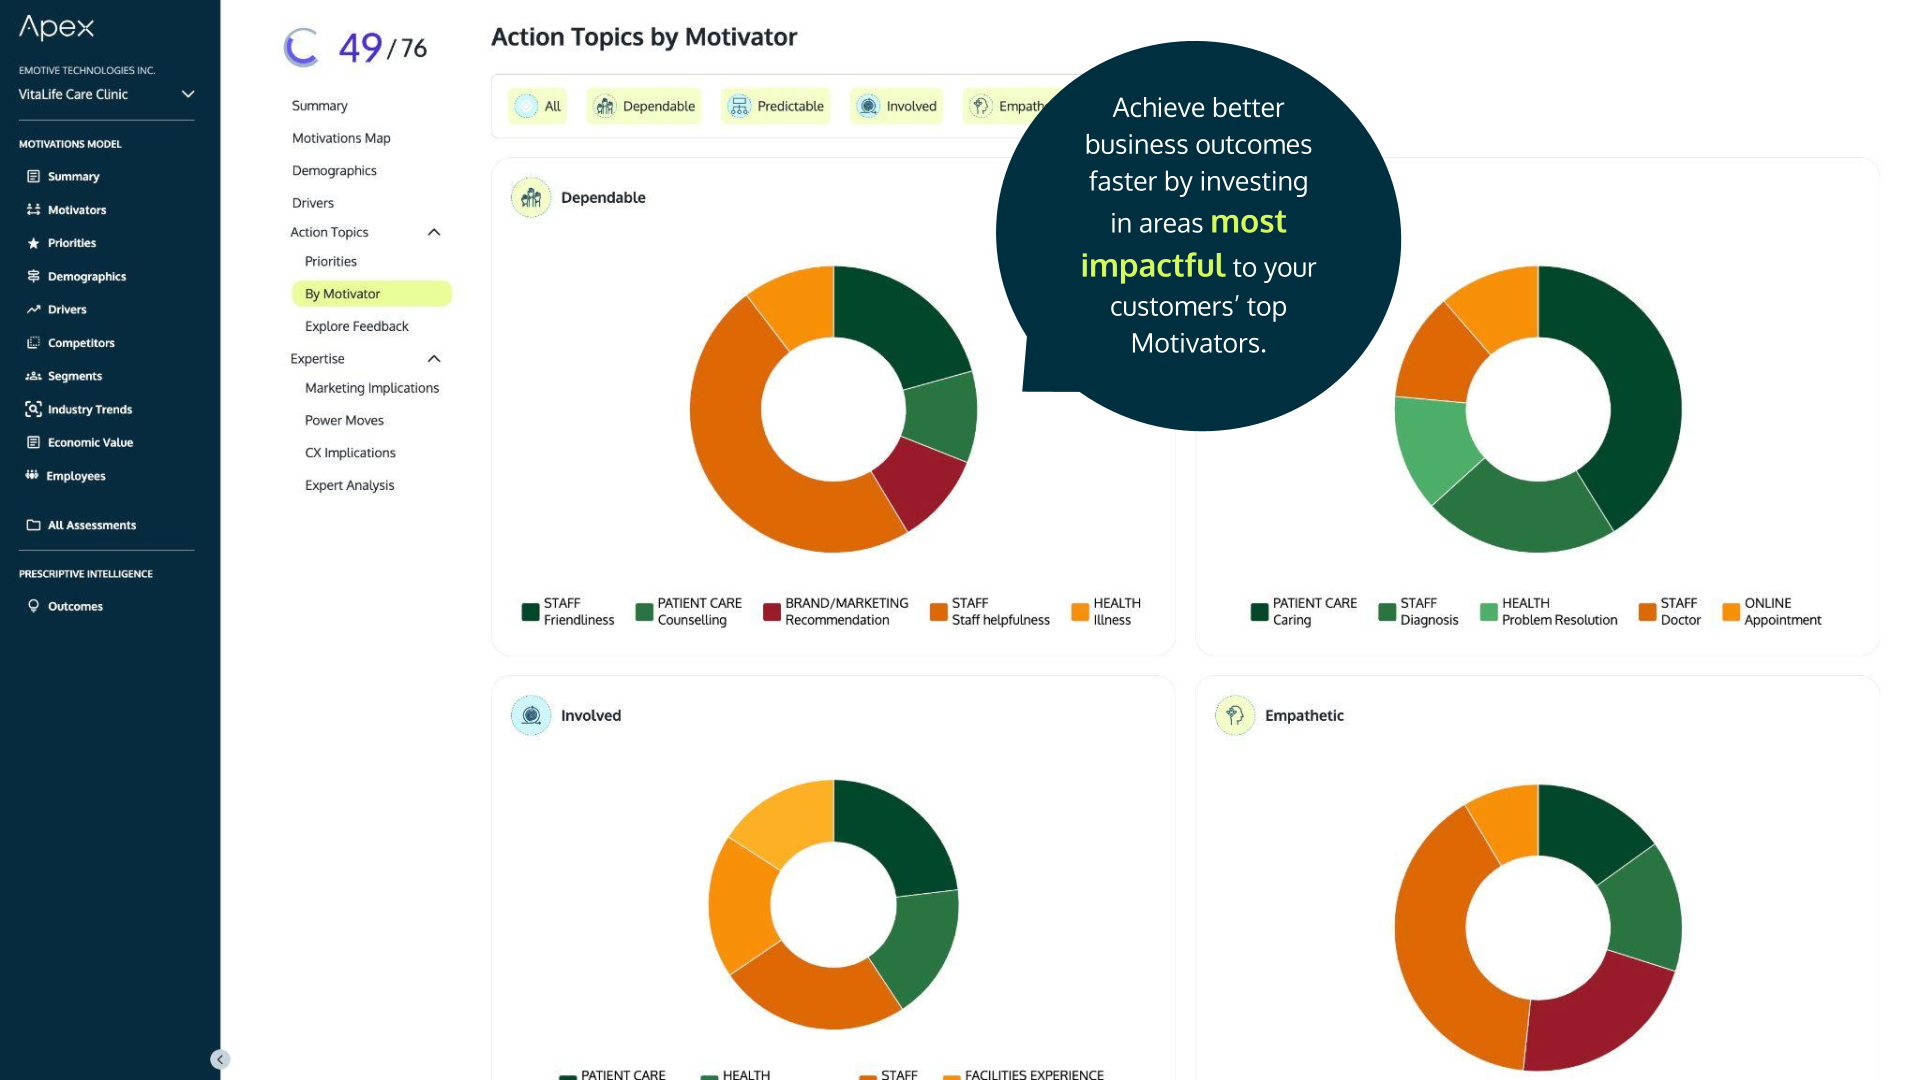 Apex
EMOTIVE TECHNOLOGIES INC.
VitaLife Care Clinic
MOTIVATIONS MODEL
Summary
Motivators
Priorities
Demographics
Drivers
Competitors
Segments
Industry Trends
Economic Value
Employees
All Assessments
PRESCRIPTIVE INTELLIGENCE
Outcomes
49/76
Summary
Motivations Map
Demographics
Drivers
Action Topics
Priorities
By Motivator
Explore Feedback
Expertise
Marketing Implications
Power Moves
CX Implications
Expert Analysis
Action Topics by Motivator
All
Dependable
Predictable
Involved
Empath
Achieve better
business outcomes
faster by investing
in areas most
impactful to your
customers’ top
Motivators.
Dependable
STAFF
Friendliness
PATIENT CARE
Counselling
BRAND/MARKETING
Recommendation
STAFF
Staff helpfulness
HEALTH
Illness
PATIENT CARE
Caring
STAFF
Diagnosis
HEALTH
Problem Resolution
STAFF
Doctor
ONLINE
Appointment
Involved
PATIENT CARE
HEALTH
STAFF
FACILITIES EXPERIENCE
Empathetic